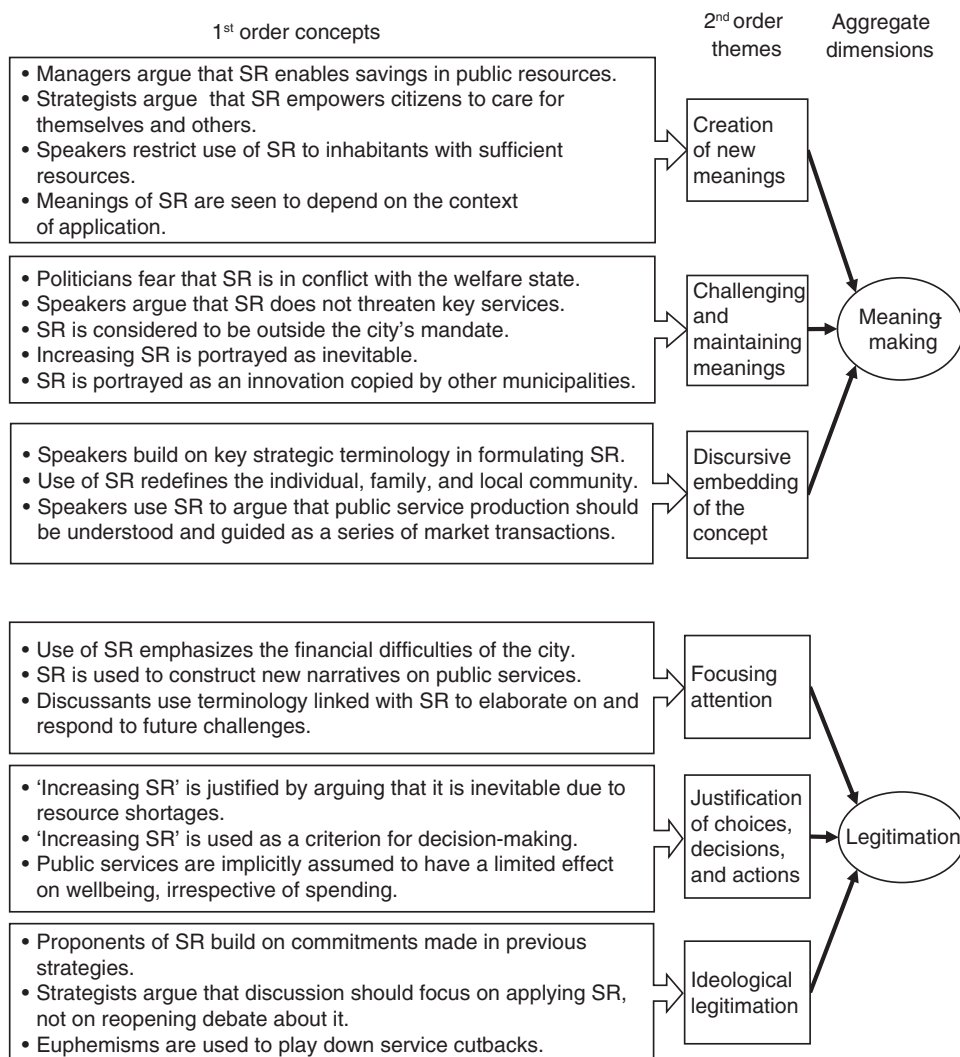 1st order concepts
2nd order
themes
Aggregate
dimensions
• Managers argue that SR enables savings in public resources.
• Strategists argue that SR empowers citizens to care for
themselves and others.
• Speakers restrict use of SR to inhabitants with sufficient
resources.
• Meanings of SR are seen to depend on the context
of application.
Creation
of new
meanings
• Politicians fear that SR is in conflict with the welfare state.
• Speakers argue that SR does not threaten key services.
• SR is considered to be outside the city's mandate.
• Increasing SR is portrayed as inevitable.
• SR is portrayed as an innovation copied by other municipalities.
Challenging
and
maintaining
meanings
Meaning-
making
• Speakers build on key strategic terminology in formulating SR.
• Use of SR redefines the individual, family, and local community.
• Speakers use SR to argue that public service production should
be understood and guided as a series of market transactions.
Discursive
embedding
of the
concept
• Use of SR emphasizes the financial difficulties of the city.
• SR is used to construct new narratives on public services.
• Discussants use terminology linked with SR to elaborate on and
respond to future challenges.
Focusing
attention
• 'Increasing SR' is justified by arguing that it is inevitable due to
resource shortages.
• 'Increasing SR' is used as a criterion for decision-making.
• Public services are implicitly assumed to have a limited effect
on wellbeing, irrespective of spending.
Justification
of choices,
decisions,
and actions
Legitimation
• Proponents of SR build on commitments made in previous
strategies.
• Strategists argue that discussion should focus on applying SR,
not on reopening debate about it.
• Euphemisms are used to play down service cutbacks.
Ideological
legitimation